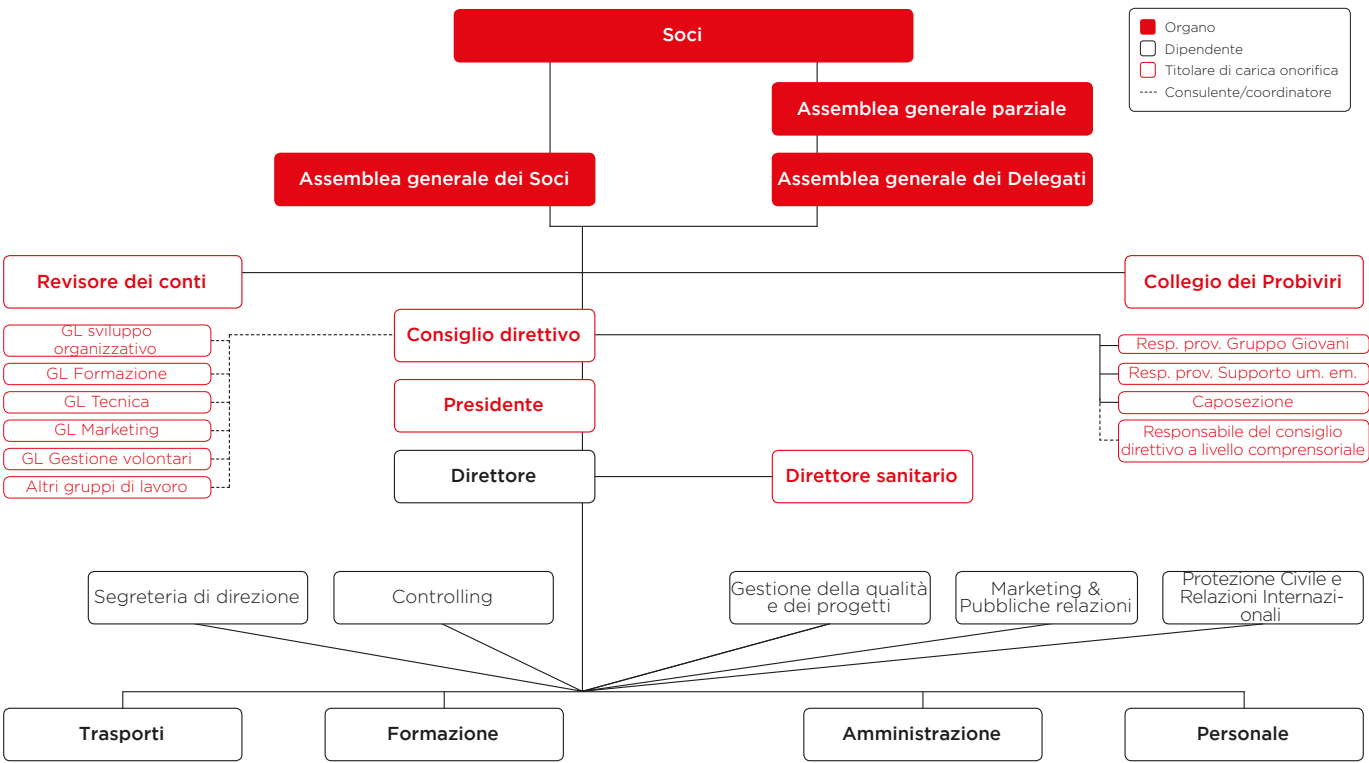 Soci
Organo
Dipendente
Titolare di carica onorifica
Consulente/coordinatore
Assemblea generale parziale
Assemblea generale dei Soci
Assemblea generale dei Delegati
Revisore dei conti
Collegio dei Probiviri
GL sviluppo
organizzativo
GL Formazione
GL Tecnica
GL Marketing
GL Gestione volontari
Altri gruppi di lavoro
Consiglio direttivo
Presidente
Direttore
Direttore sanitario
Resp. prov. Gruppo Giovani
Resp. prov. Supporto um. em.
Caposezione
Responsabile del consiglio
direttivo a livello comprensoriale
Segreteria di direzione
Controlling
Gestione della qualità
e dei progetti
Marketing &
Pubbliche relazioni
Protezione Civile e
Relazioni Internazi-
onali
Trasporti
Formazione
Amministrazione
Personale